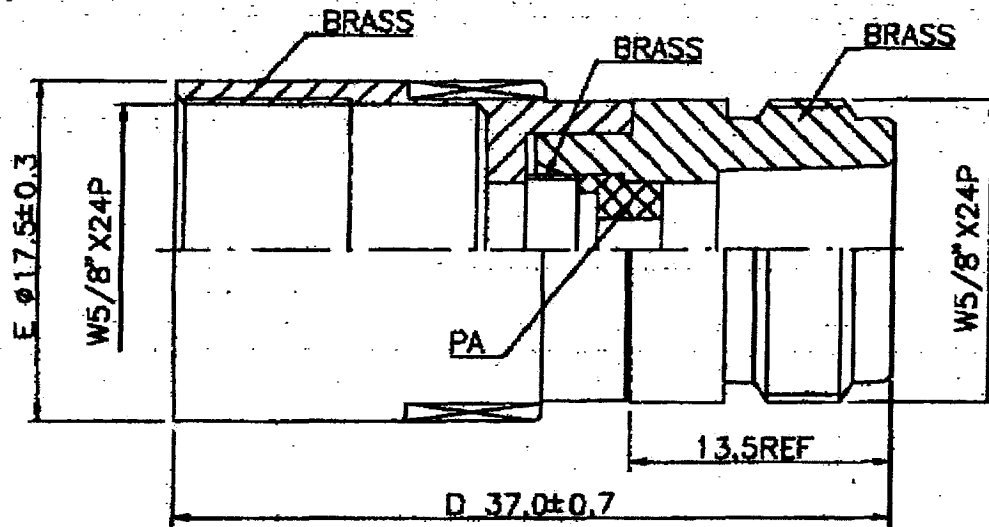 BRASS
BRASS
BRASS
E ø17.5±0.3
W5/8"X24P
W5/8"X24P
PA
13.5REF
D 37.0±0.7